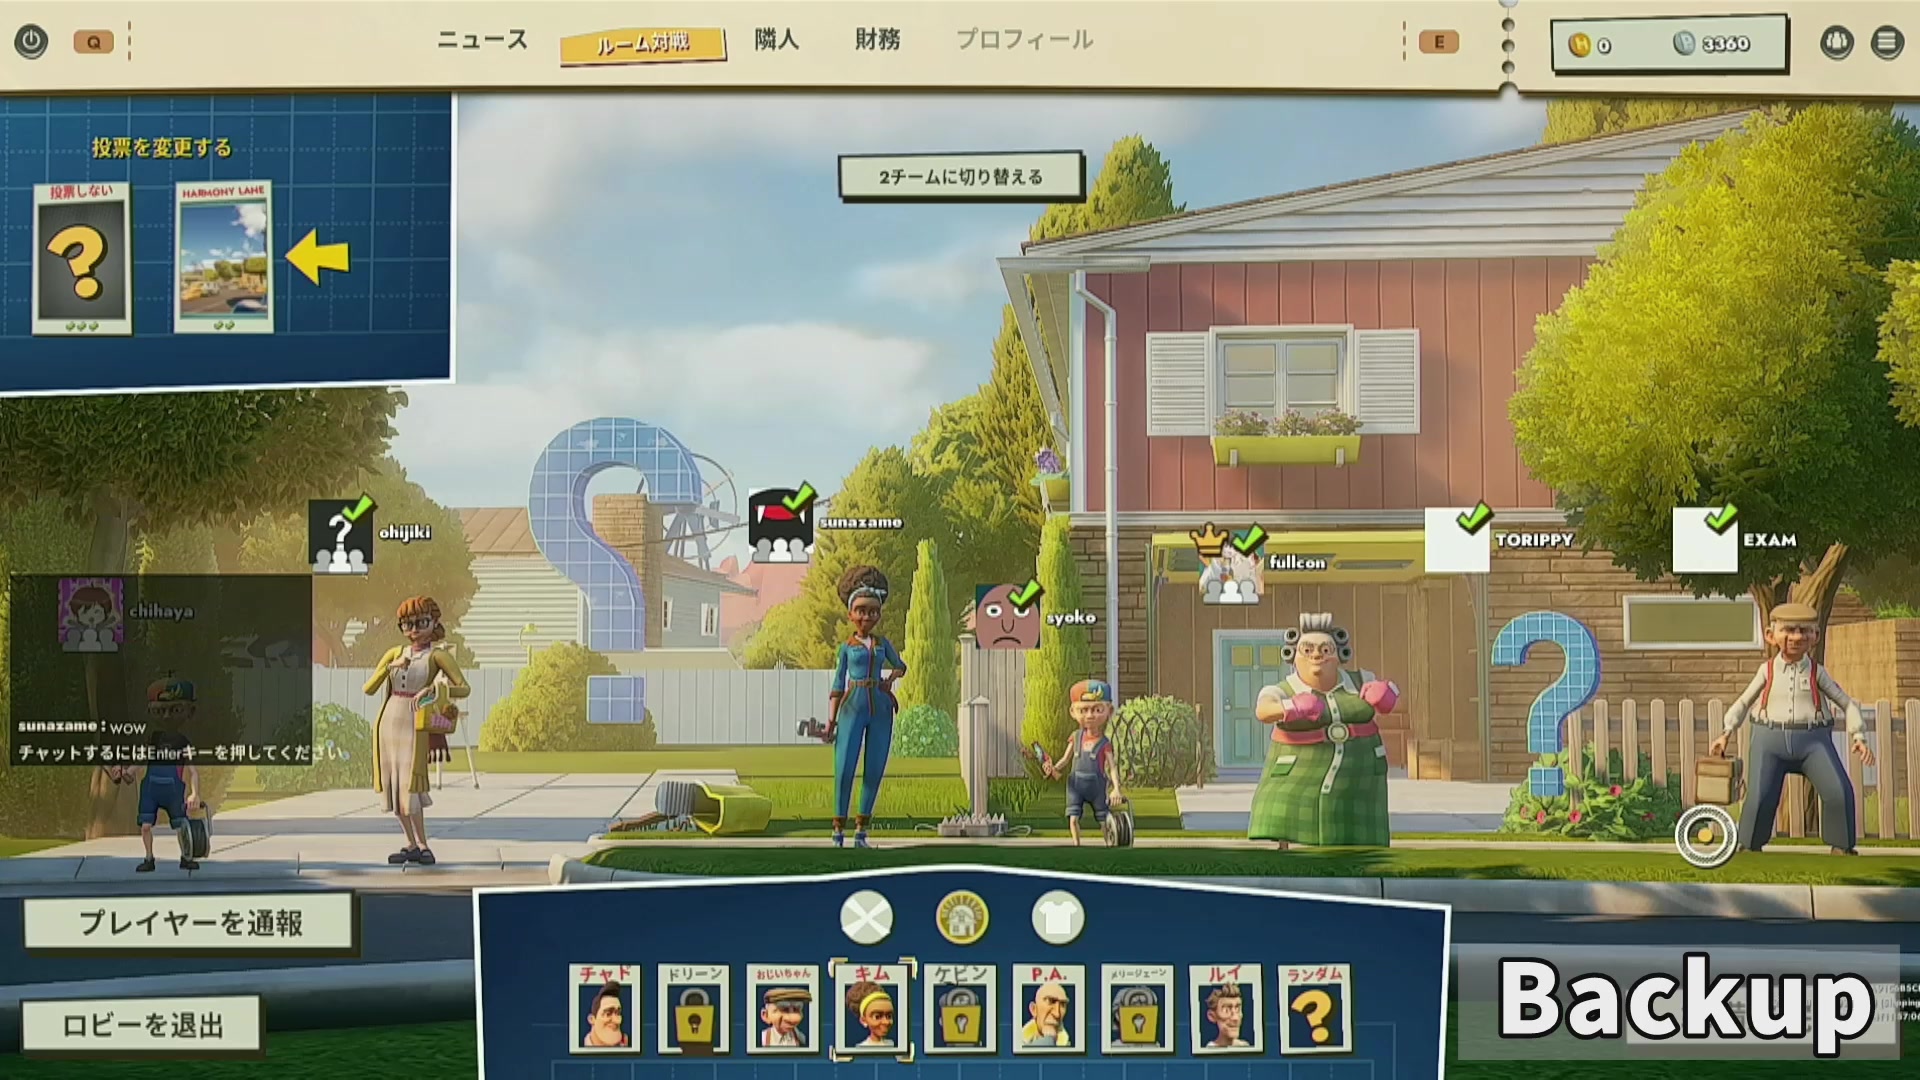 Q
ニュース
ルーム対戦
隣人
財務
プロフィール
E
0
3360
投票を変更する
投票しない
HARMONY LANE
2チームに切り替える
ohijiki
sunazame
chihaya
syoko
fullcon
TORIPPY
EXAM
sunazame: wow
チャットするにはEnterキーを押してください
プレイヤーを通報
ロビーを退出
チャド
ドリーン
おじいちゃん
キム
ケビン
P.A.
メリージェーン
ルイ
ランダム
Backup